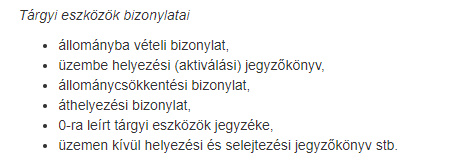 Tárgyi eszközök bizonylatai
• állományba vételi bizonylat,
• üzembe helyezési (aktiválási) jegyzőkönyv,
• állománycsökkentési bizonylat,
• áthelyezési bizonylat,
• 0-ra leírt tárgyi eszközök jegyzéke,
• üzemen kívül helyezési és selejtezési jegyzőkönyv stb.